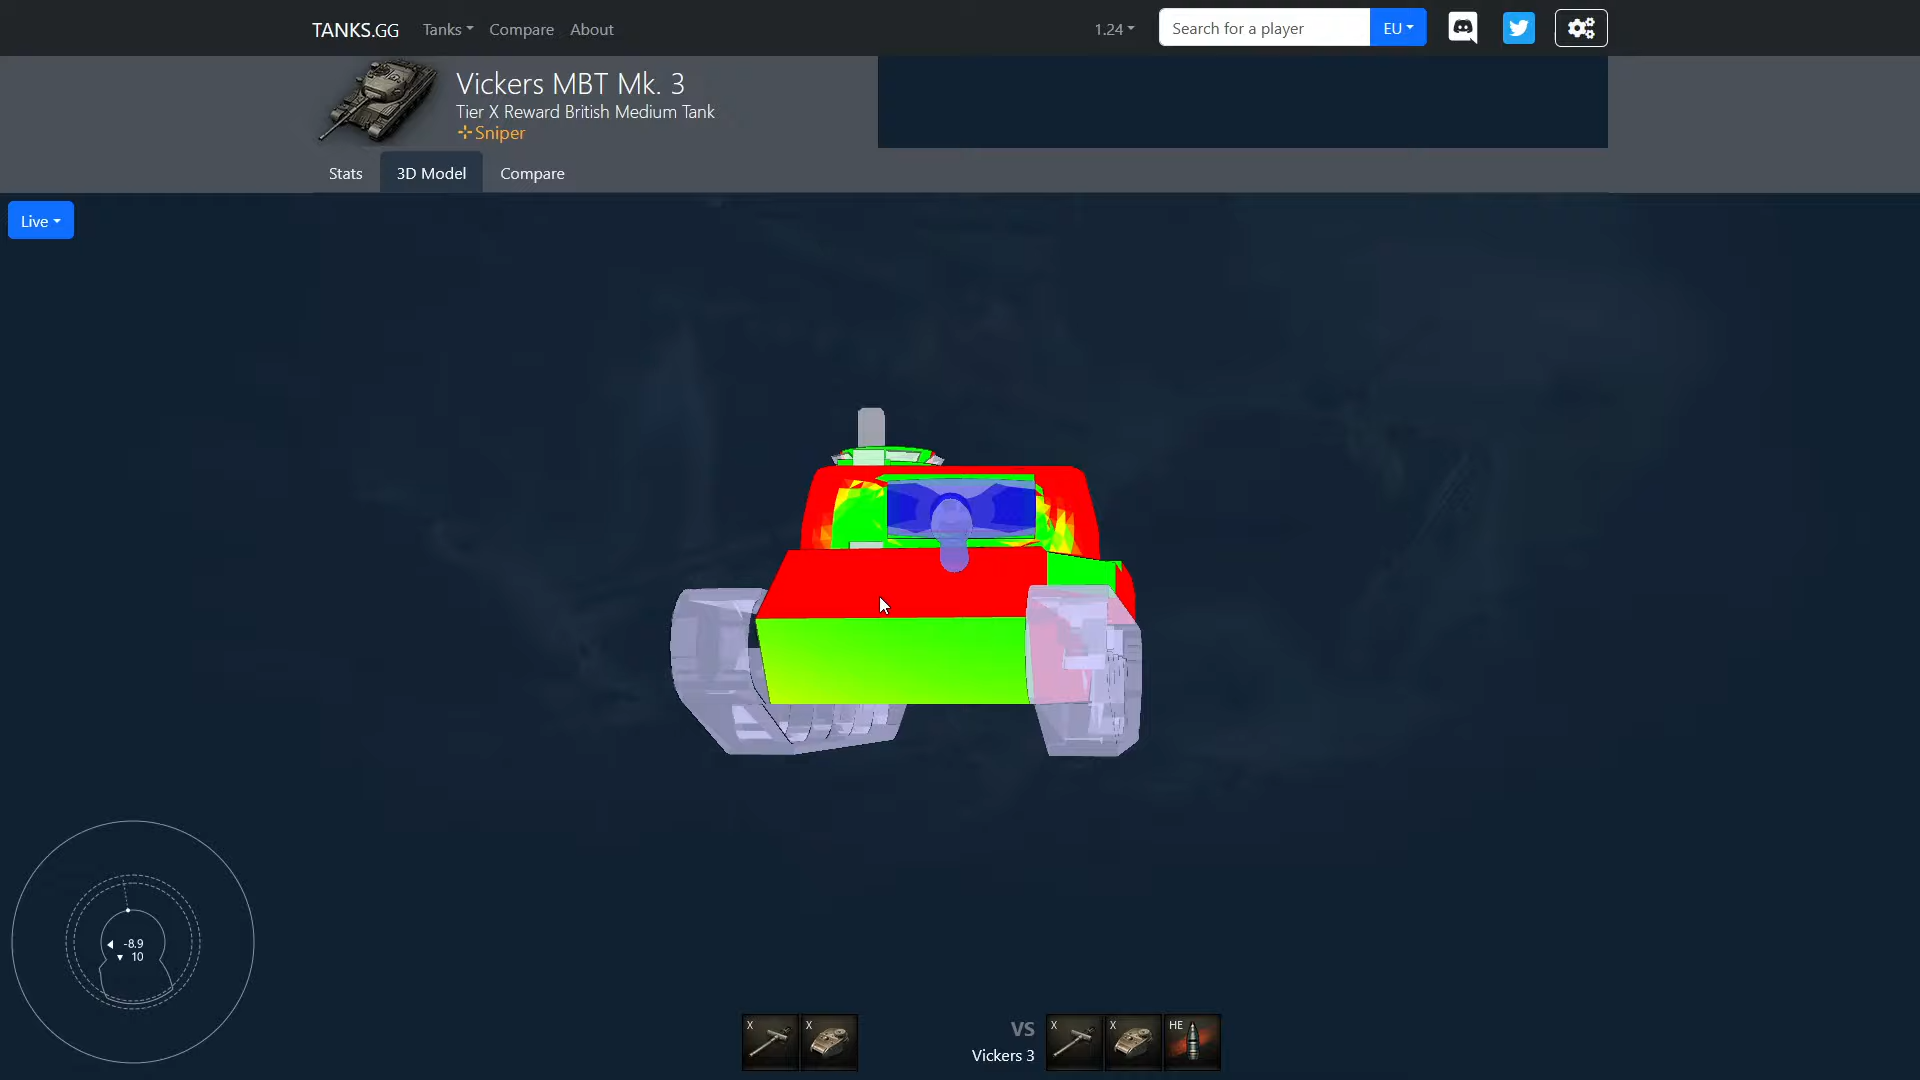 TANKS.GG Tanks Compare About 1.24 Search for a player EU
Vickers MBT Mk. 3
Tier X Reward British Medium Tank
Sniper
Stats 3D Model Compare
Live
-8.9
10
X X VS X X HE
Vickers 3